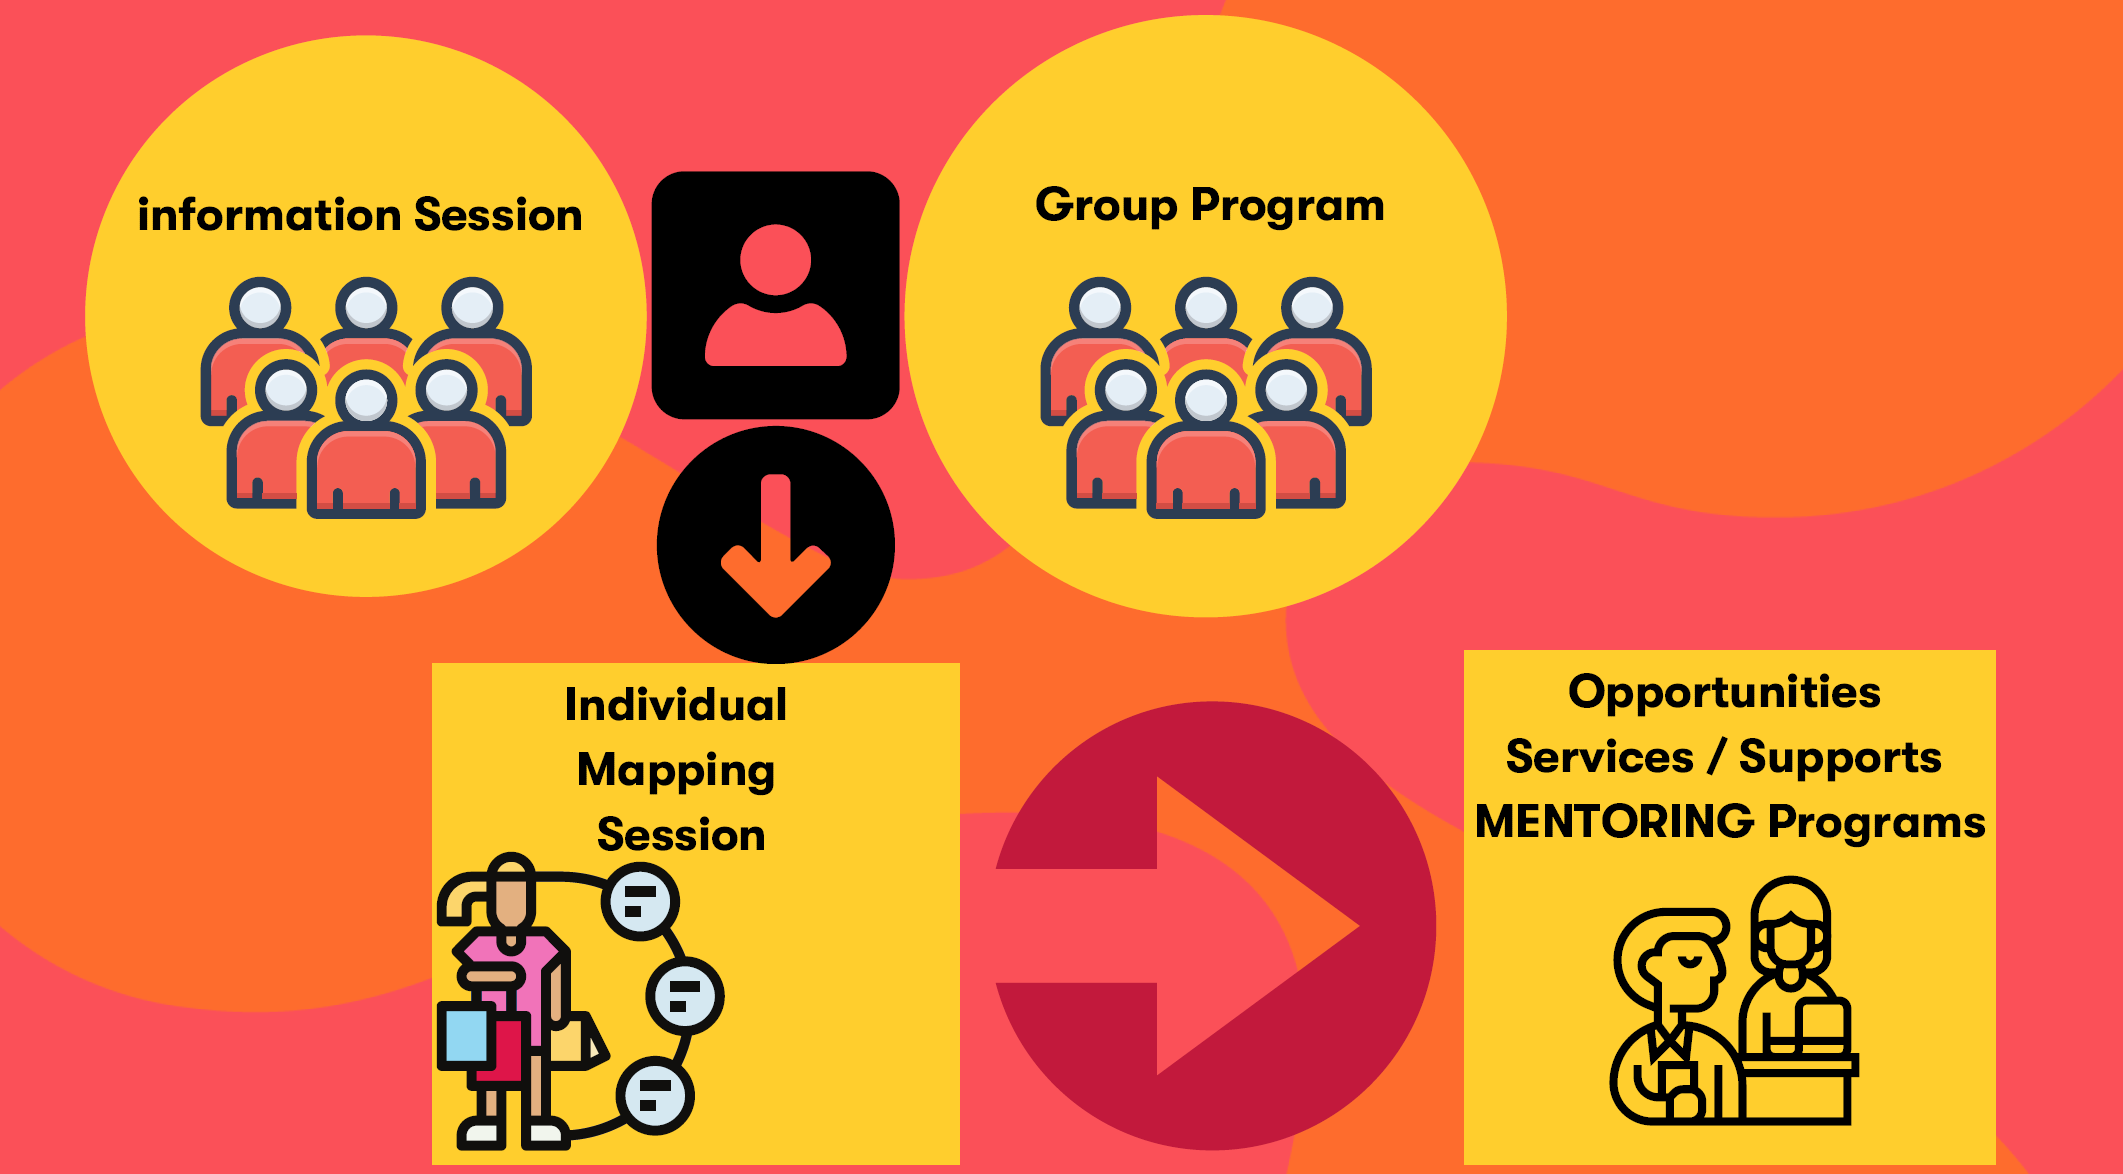 information Session
Group Program
Individual
Mapping
Session
Opportunities
Services / Supports
MENTORING Programs